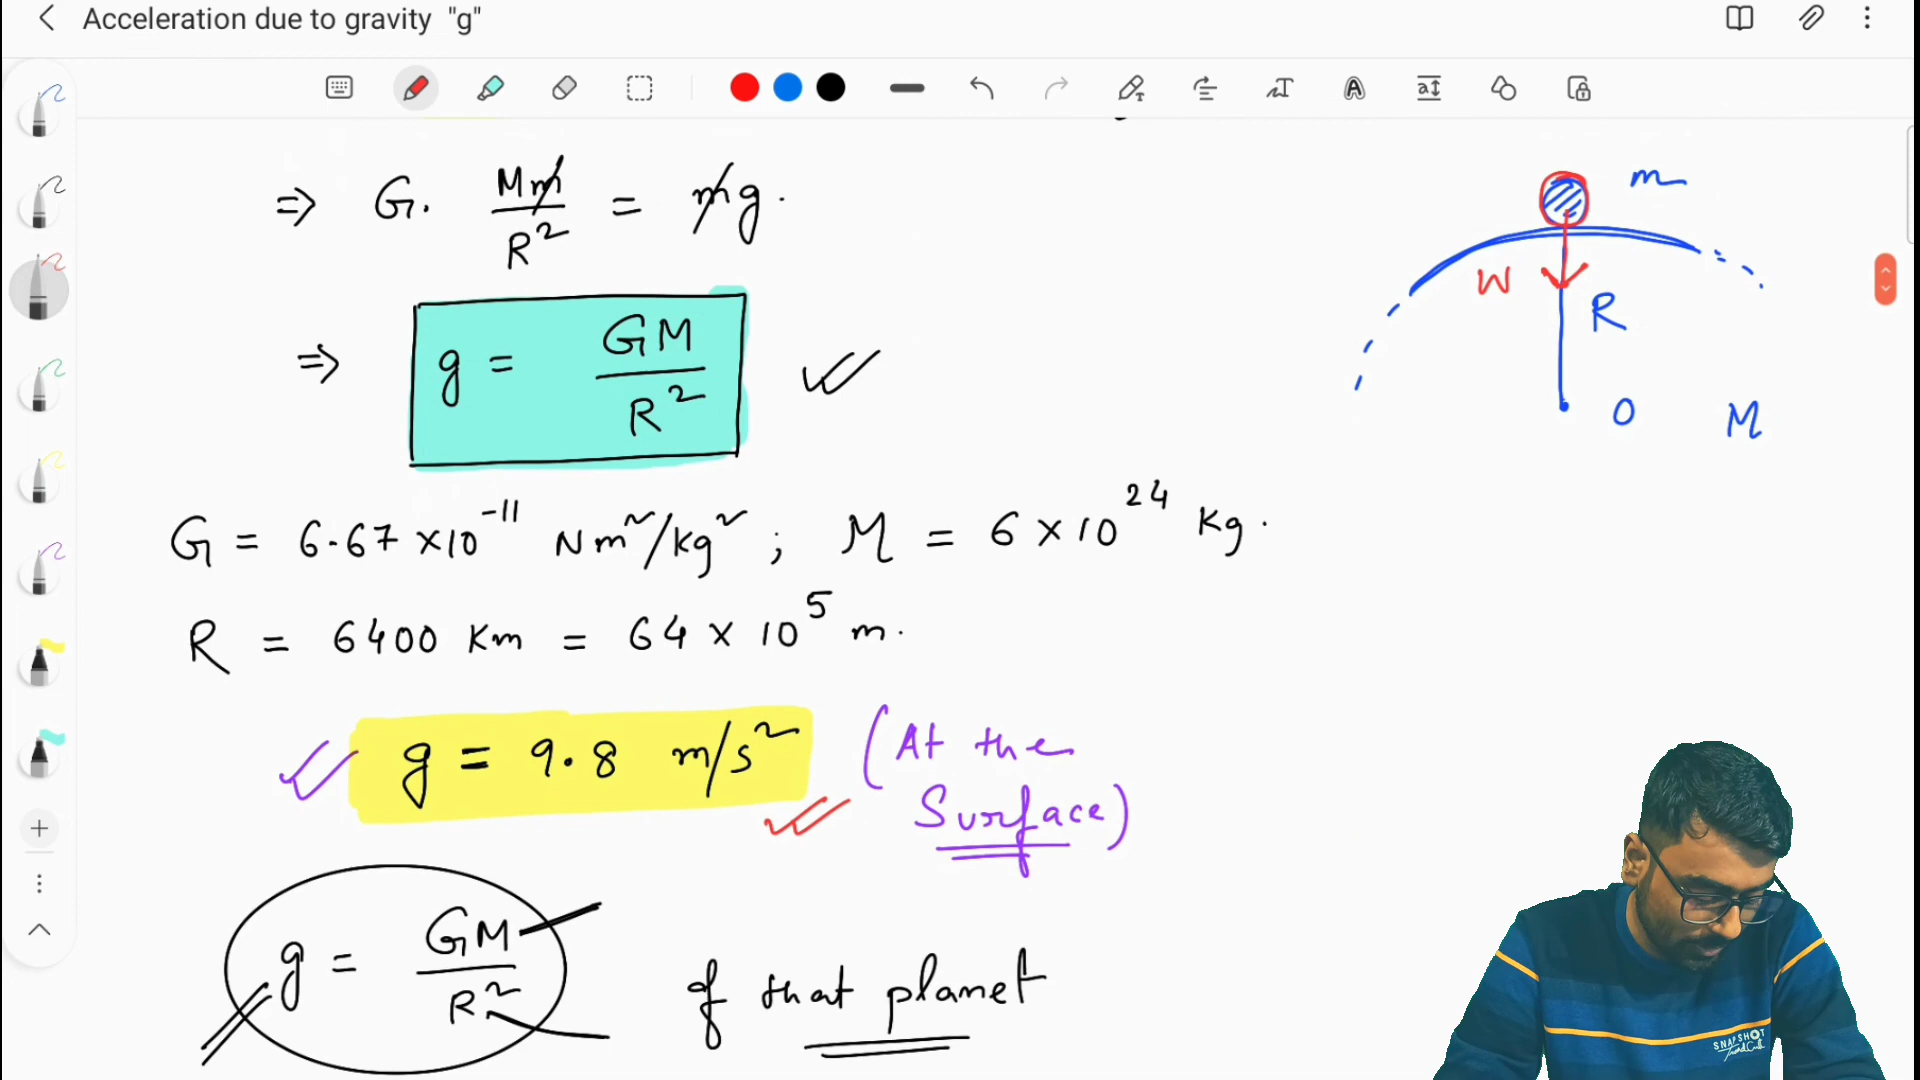 Acceleration due to gravity "g"
=> G. Mm/R² = mg.
m
W
R
O M
=> g = GM/R²
G = 6.67 ×10⁻¹¹ Nm²/kg² ; M = 6 ×10²⁴ Kg.
R = 6400 Km = 64 × 10⁵ m.
g = 9.8 m/s² (At the
Surface)
g = GM/R² of that planet
SNAPSHOT